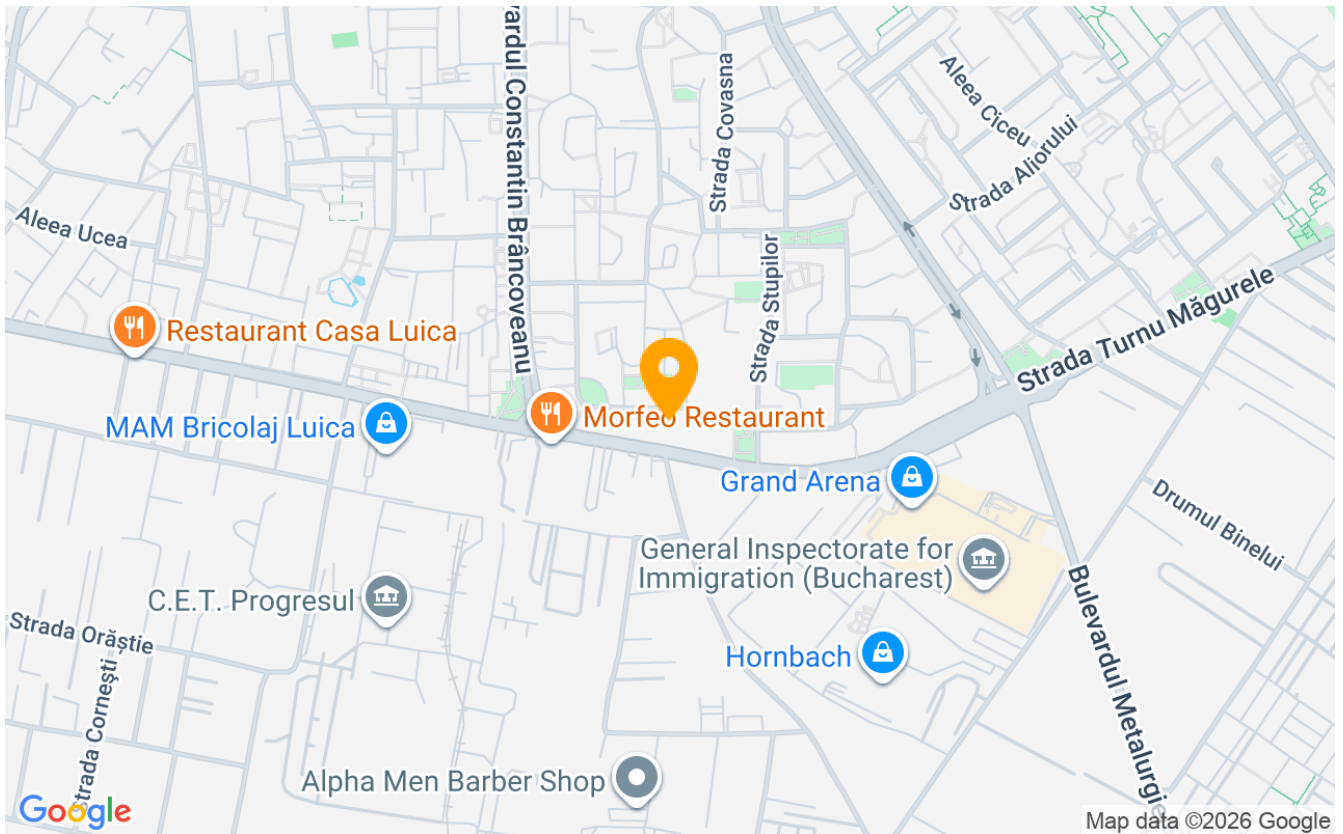 vardul Constantin Brâncoveanu
Strada Covasna
Aleea Ciceu
Strada Aliorului
Aleea Ucea
Strada Stupilor
Strada Turnu Măgurele
Restaurant Casa Luica
MAM Bricolaj Luica
Morfeo Restaurant
Grand Arena
Drumul Binelui
General Inspectorate for
Immigration (Bucharest)
C.E.T. Progresul
Strada Orăștie
Strada Cornești
Hornbach
Bulevardul Metalurgie
Alpha Men Barber Shop
Google
Map data ©2026 Google